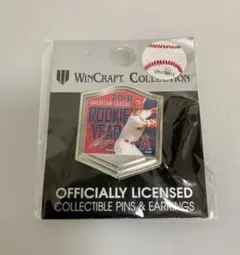 WINCRAFT COLLECTION
2018
AMERICAN LEAGUE
ROOKIE
YEAR
OFFICIALLY LICENSED
COLLECTIBLE PINS & EARRINGS